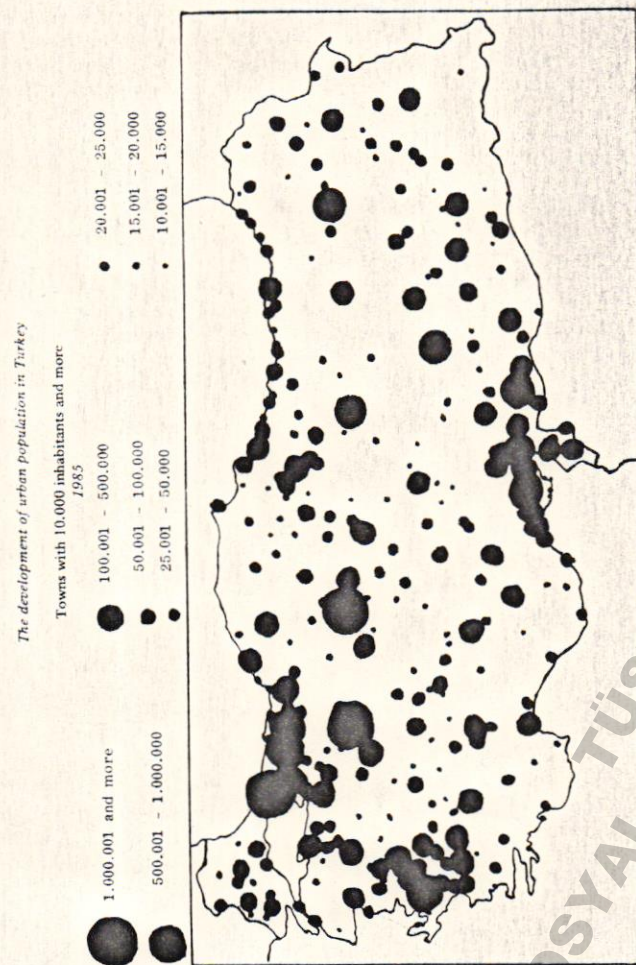 The development of urban population in Turkey
Towns with 10.000 inhabitants and more
1985
1.000.001 and more
500.001 - 1.000.000
100.001 - 500.000
50.001 - 100.000
25.001 - 50.000
20.001 - 25.000
15.001 - 20.000
10.001 - 15.000
OSYAL TÜS